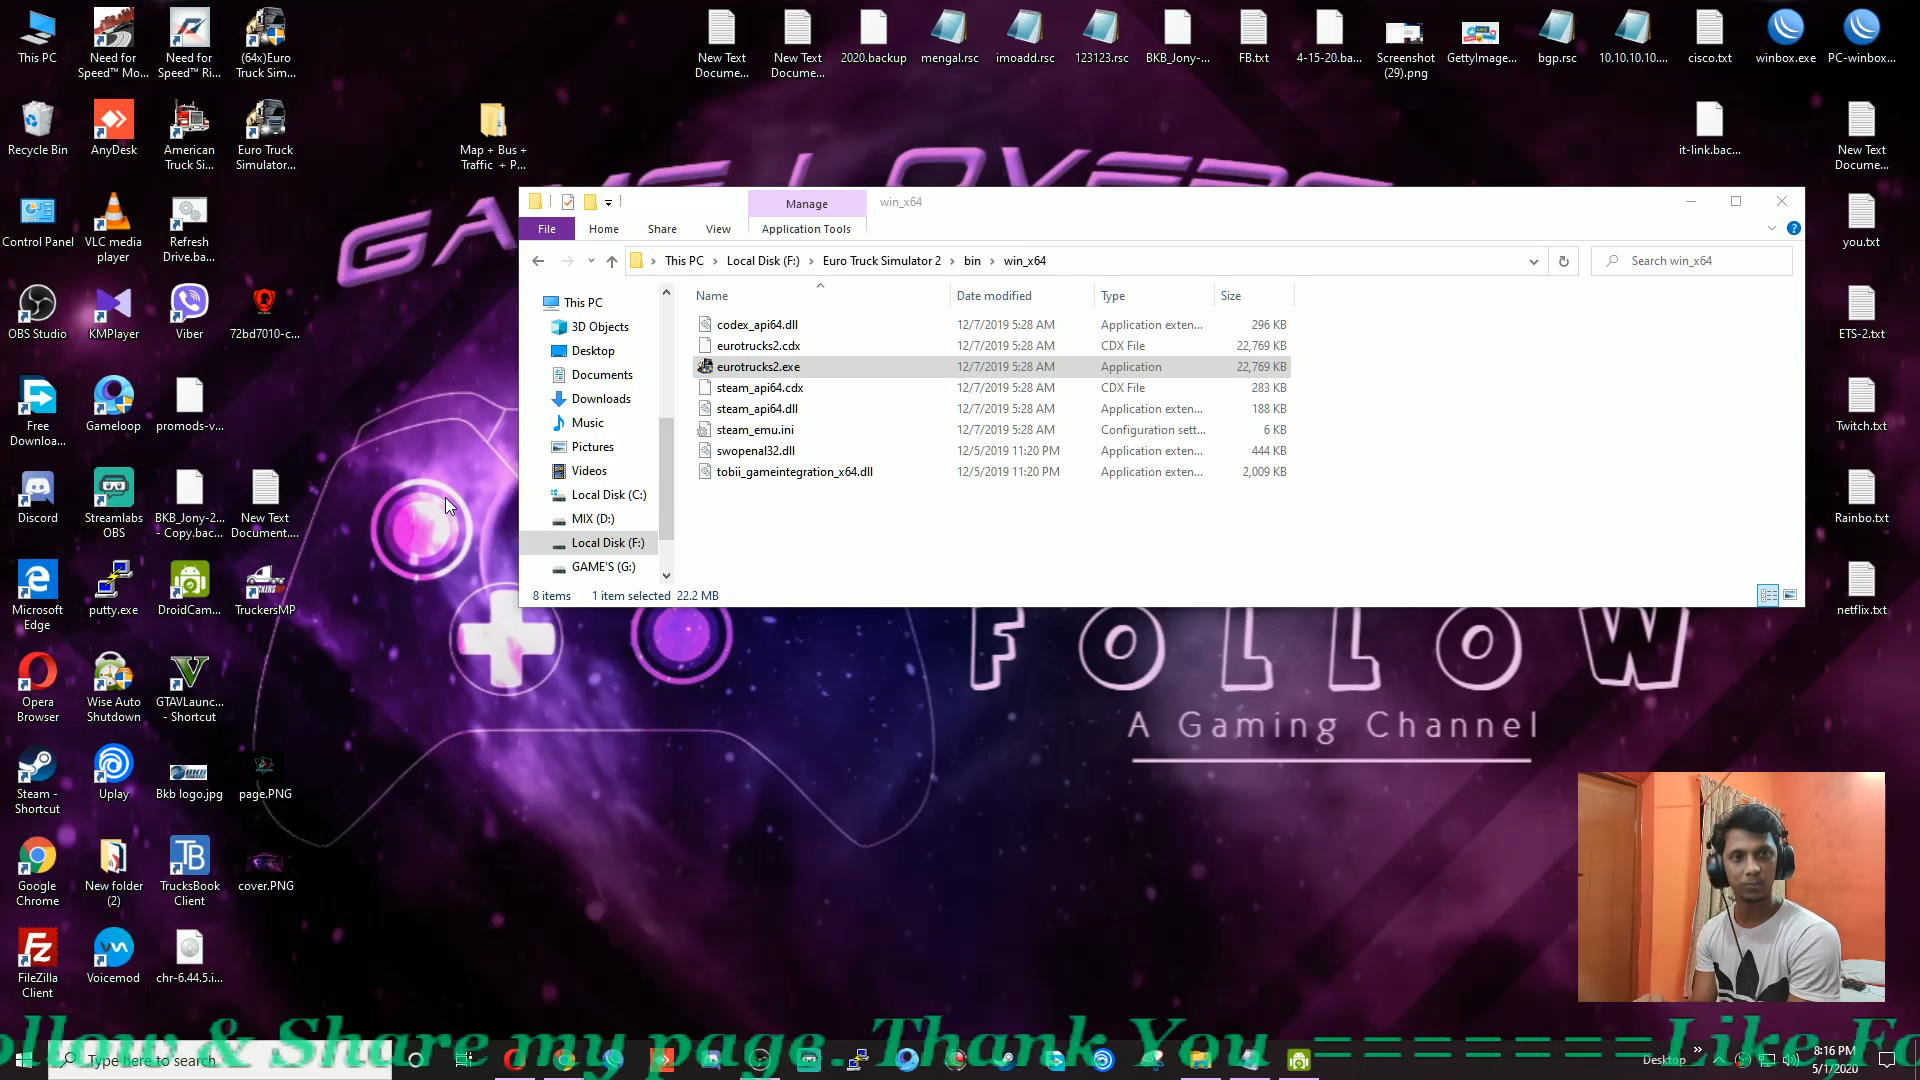 This PC
Need for
Speed™ Mo...
Need for
Speed™ Ri...
(64x)Euro
Truck Sim...
New Text
Docume...
New Text
Docume...
2020.backup
mengal.rsc
imoadd.rsc
123123.rsc
BKB_Jony-...
FB.txt
4-15-20.ba...
Screenshot
(29).png
GettyImage...
bgp.rsc
10.10.10.10....
cisco.txt
winbox.exe
PC-winbox...
Recycle Bin
AnyDesk
American
Truck Si...
Euro Truck
Simulator...
Map + Bus +
Traffic + P...
it-link.bac...
New Text
Docume...
Control Panel
VLC media
player
Refresh
Drive.ba...
you.txt
OBS Studio
KMPlayer
Viber
72bd7010-c...
ETS-2.txt
Free
Downloa...
Gameloop
promods-v...
Twitch.txt
Discord
Streamlabs
OBS
BKB_Jony-2...
- Copy.bac...
New Text
Document....
Rainbo.txt
Microsoft
Edge
putty.exe
DroidCam...
TruckersMP
netflix.txt
Opera
Browser
Wise Auto
Shutdown
GTAVLaunc...
- Shortcut
Steam -
Shortcut
Uplay
Bkb logo.jpg
page.PNG
Google
Chrome
New folder
(2)
TrucksBook
Client
cover.PNG
FileZilla
Client
Voicemod
chr-6.44.5.i...
Manage
win_x64
File
Home
Share
View
Application Tools
This PC
Local Disk (F:)
Euro Truck Simulator 2
bin
win_x64
Search win_x64
This PC
3D Objects
Desktop
Documents
Downloads
Music
Pictures
Videos
Local Disk (C:)
MIX (D:)
Local Disk (F:)
GAME'S (G:)
Name Date modified Type Size
codex_api64.dll 12/7/2019 5:28 AM Application exten... 296 KB
eurotrucks2.cdx 12/7/2019 5:28 AM CDX File 22,769 KB
eurotrucks2.exe 12/7/2019 5:28 AM Application 22,769 KB
steam_api64.cdx 12/7/2019 5:28 AM CDX File 283 KB
steam_api64.dll 12/7/2019 5:28 AM Application exten... 188 KB
steam_emu.ini 12/7/2019 5:28 AM Configuration sett... 6 KB
swopenal32.dll 12/5/2019 11:20 PM Application exten... 444 KB
tobii_gameintegration_x64.dll 12/5/2019 11:20 PM Application exten... 2,009 KB
8 items 1 item selected 22.2 MB
FOLLOW
A Gaming Channel
ollow & Share my page. Thank You =======Like,Fo
Type here to search
Desktop
8:16 PM
5/1/2020